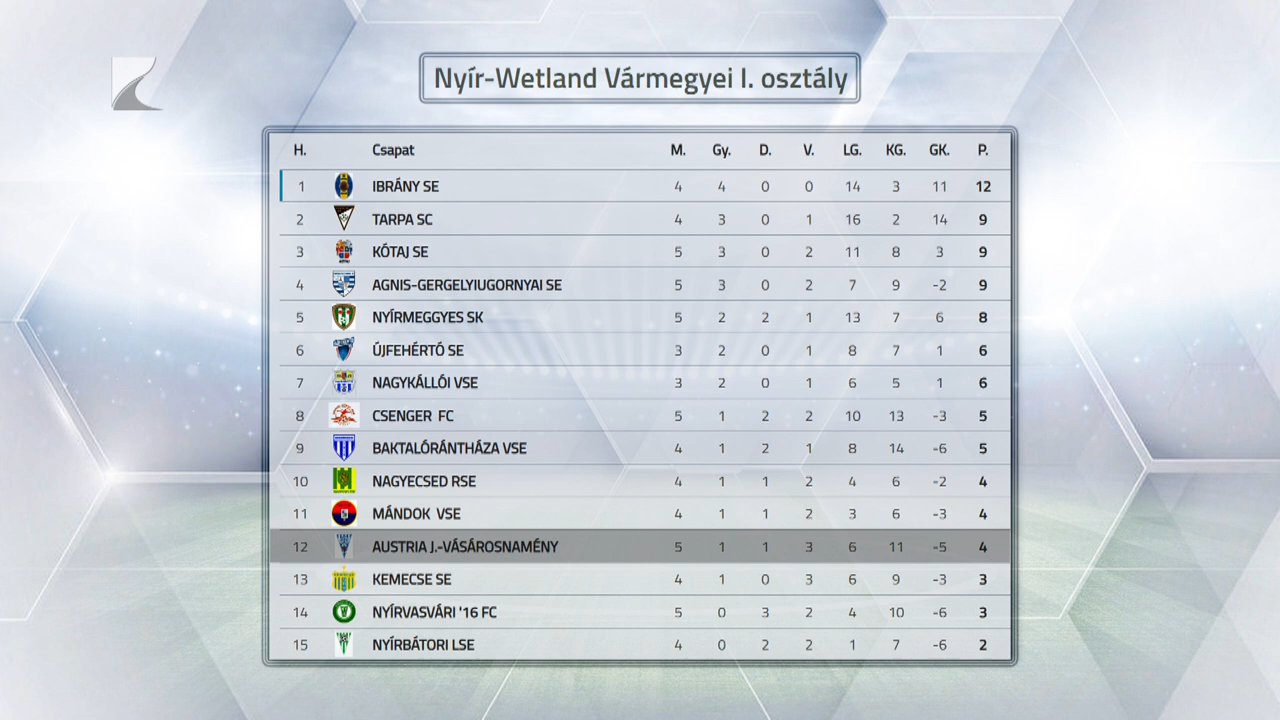 Nyír-Wetland Vármegyei I. osztály
H. Csapat M. Gy. D. V. LG. KG. GK. P.
1 IBRÁNY SE 4 4 0 0 14 3 11 12
2 TARPA SC 4 3 0 1 16 2 14 9
3 KÓTAJ SE 5 3 0 2 11 8 3 9
4 AGNIS-GERGELYIUGORNYAI SE 5 3 0 2 7 9 -2 9
5 NYÍRMEGGYES SK 5 2 2 1 13 7 6 8
6 ÚJFEHÉRTÓ SE 3 2 0 1 8 7 1 6
7 NAGYKÁLLÓI VSE 3 2 0 1 6 5 1 6
8 CSENGER FC 5 1 2 2 10 13 -3 5
9 BAKTALÓRÁNTHÁZA VSE 4 1 2 1 8 14 -6 5
10 NAGYECSED RSE 4 1 1 2 4 6 -2 4
11 MÁNDOK VSE 4 1 1 2 3 6 -3 4
12 AUSTRIA J.-VÁSÁROSNAMÉNY 5 1 1 3 6 11 -5 4
13 KEMECSE SE 4 1 0 3 6 9 -3 3
14 NYÍRVASVÁRI '16 FC 5 0 3 2 4 10 -6 3
15 NYÍRBÁTORI LSE 4 0 2 2 1 7 -6 2